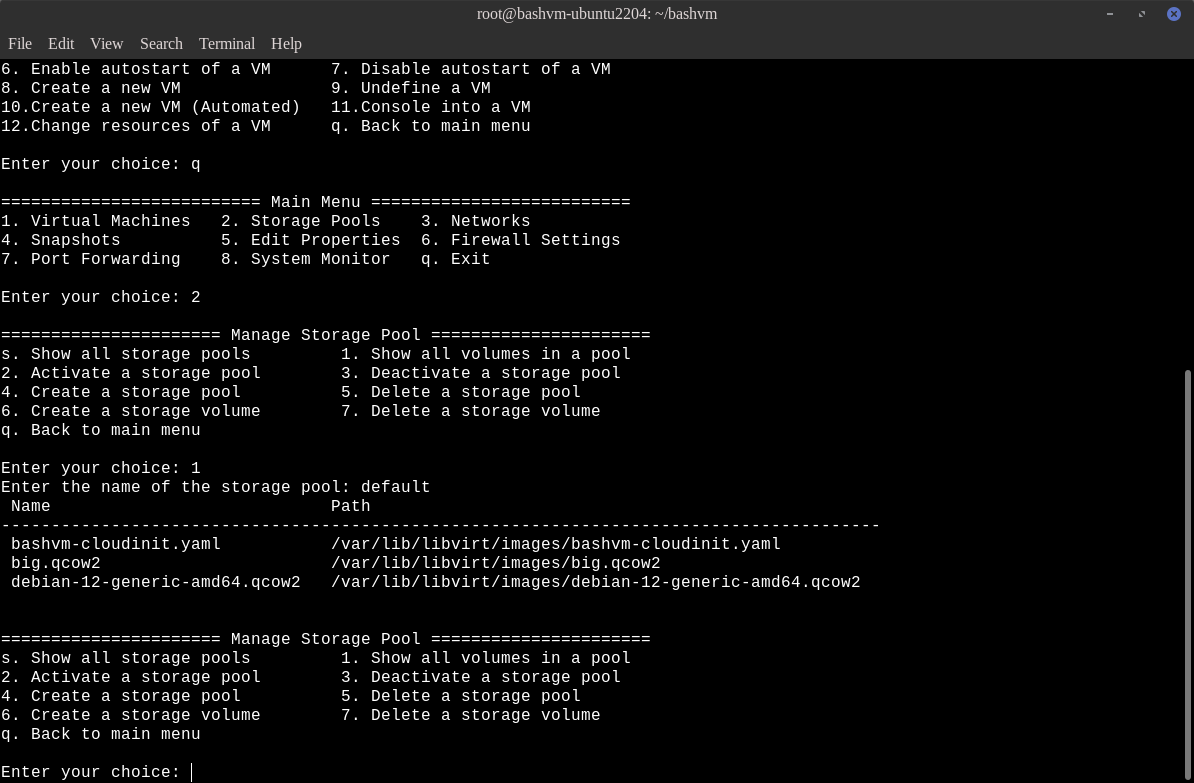 root@bashvm-ubuntu2204: ~/bashvm
File Edit View Search Terminal Help
6. Enable autostart of a VM      7. Disable autostart of a VM
8. Create a new VM               9. Undefine a VM
10.Create a new VM (Automated)   11.Console into a VM
12.Change resources of a VM      q. Back to main menu

Enter your choice: q

========================== Main Menu ==========================
1. Virtual Machines   2. Storage Pools    3. Networks
4. Snapshots          5. Edit Properties  6. Firewall Settings
7. Port Forwarding    8. System Monitor   q. Exit

Enter your choice: 2

====================== Manage Storage Pool ======================
s. Show all storage pools         1. Show all volumes in a pool
2. Activate a storage pool        3. Deactivate a storage pool
4. Create a storage pool          5. Delete a storage pool
6. Create a storage volume        7. Delete a storage volume
q. Back to main menu

Enter your choice: 1
Enter the name of the storage pool: default
 Name                            Path
----------------------------------------------------------------------------------------
 bashvm-cloudinit.yaml           /var/lib/libvirt/images/bashvm-cloudinit.yaml
 big.qcow2                       /var/lib/libvirt/images/big.qcow2
 debian-12-generic-amd64.qcow2   /var/lib/libvirt/images/debian-12-generic-amd64.qcow2


====================== Manage Storage Pool ======================
s. Show all storage pools         1. Show all volumes in a pool
2. Activate a storage pool        3. Deactivate a storage pool
4. Create a storage pool          5. Delete a storage pool
6. Create a storage volume        7. Delete a storage volume
q. Back to main menu

Enter your choice: